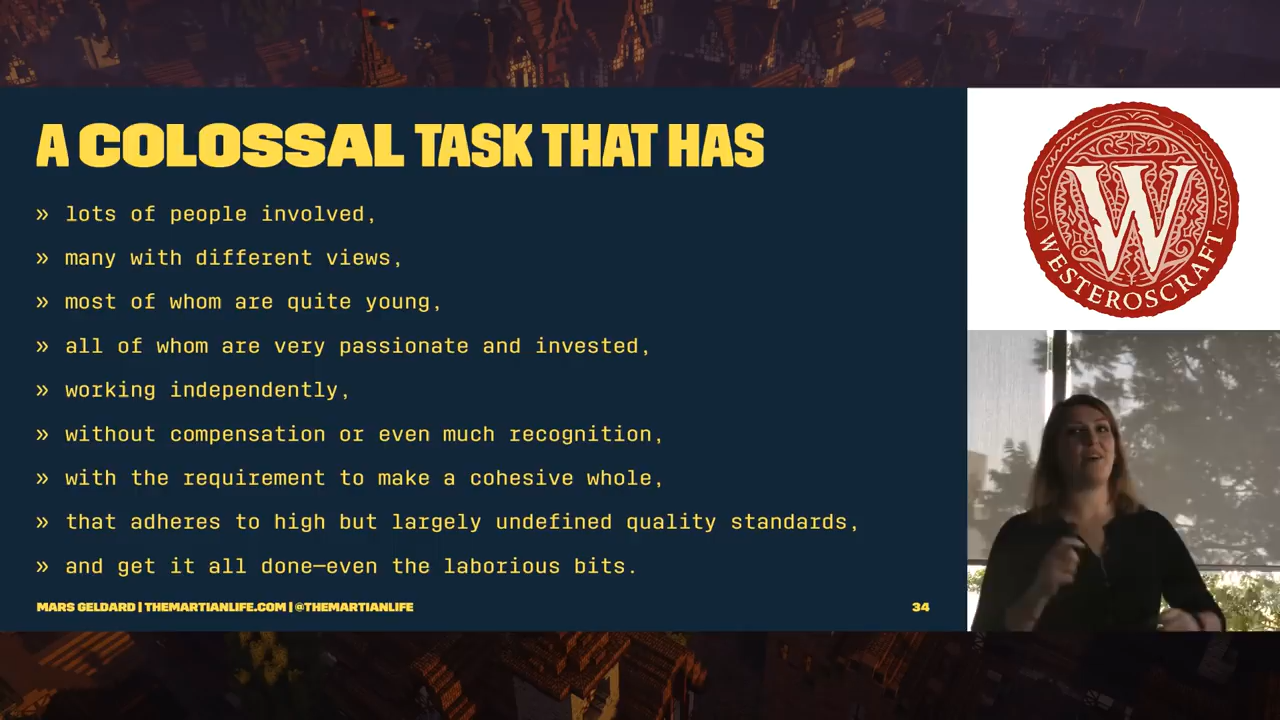 A COLOSSAL TASK THAT HAS
» lots of people involved,
» many with different views,
» most of whom are quite young,
» all of whom are very passionate and invested,
» working independently,
» without compensation or even much recognition,
» with the requirement to make a cohesive whole,
» that adheres to high but largely undefined quality standards,
» and get it all done—even the laborious bits.
MARS GELDARD | THEMARTIANLIFE.COM | @THEMARTIANLIFE
34
W
WESTEROSCRAFT